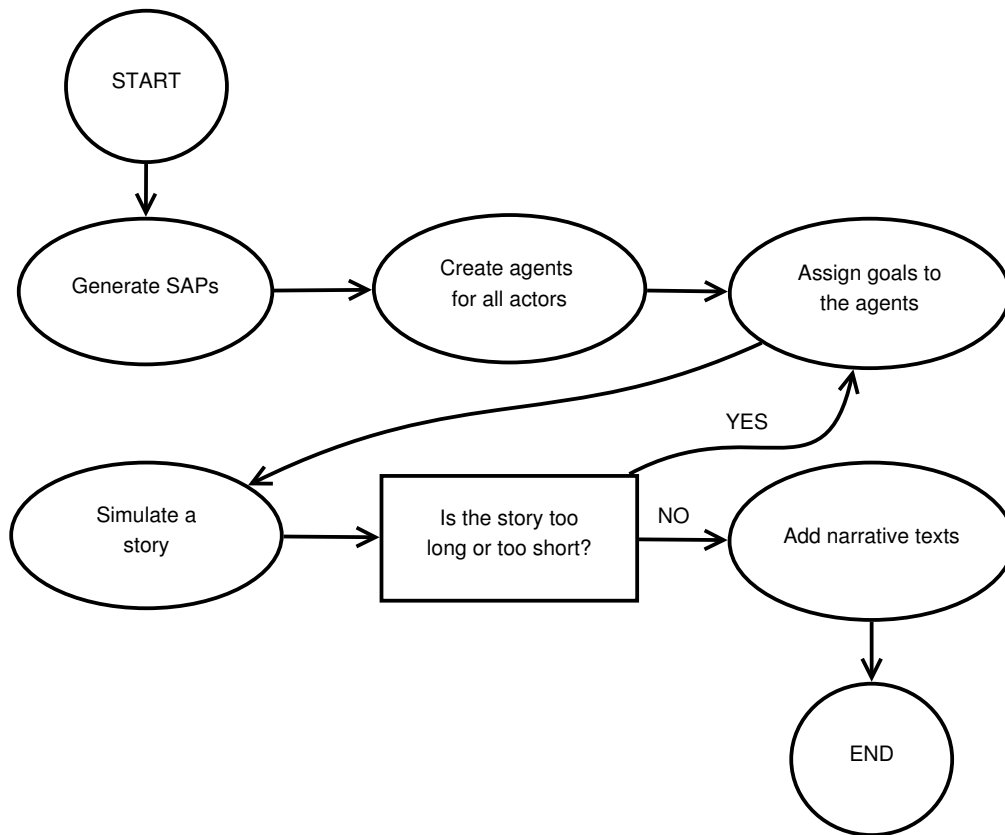 START
Generate SAPs
Create agents
for all actors
Assign goals to
the agents
YES
Simulate a
story
Is the story too
long or too short?
NO
Add narrative texts
END